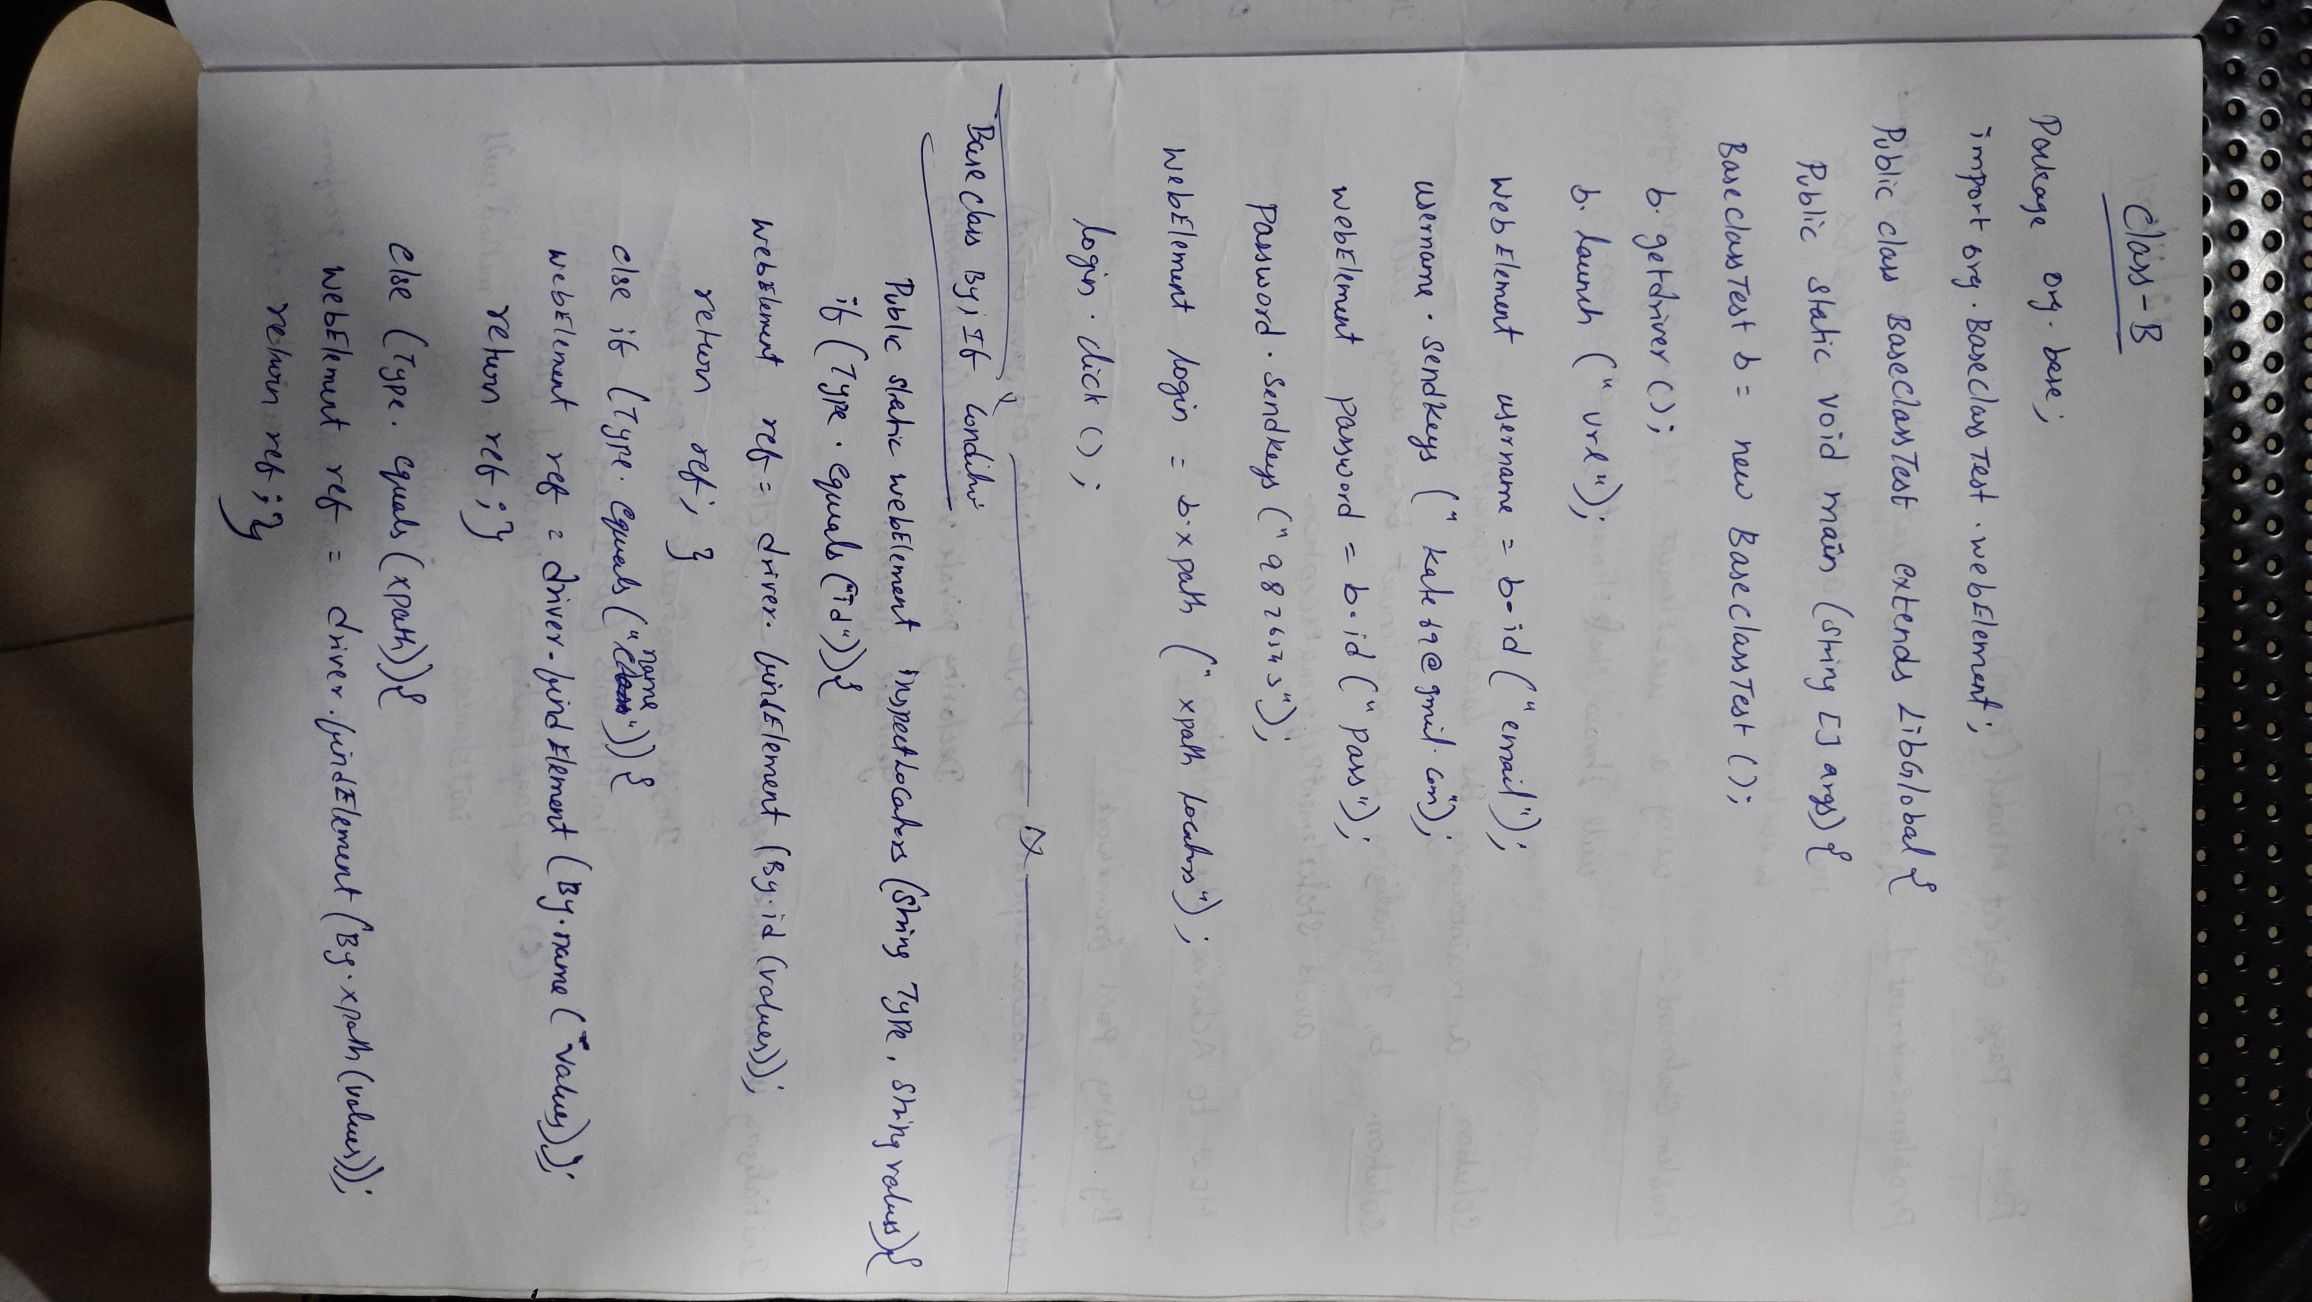 Class-B
Package org.base;
import org.BaseclassTest.webElement;
Public class BaseclassTest extends LibGlobal {
Public static void main (String [] args) {
BaseclassTest b = new BaseclassTest ();
b.getdriver ();
b.launch ("url");
WebElement username = b.id ("email");
username.sendkeys ("kate69@gmail.com");
webElement password = b.id ("pass");
password.sendkeys ("");
WebElement login = b.xpath ("xpath locators");
login.click ();
Base class By; If
Public static webElement inspectLocators (String Type, String values) {
if (Type.equals ("id")) {
webElement ref = driver.findElement (By.id (values));
return ref; }
else if (Type.equals ("name")) {
webElement ref = driver.findElement (By.name ("values));
return ref; }
else (Type.equals (xpath)) {
webElement ref = driver.findElement (By.xpath (values));
return ref; }